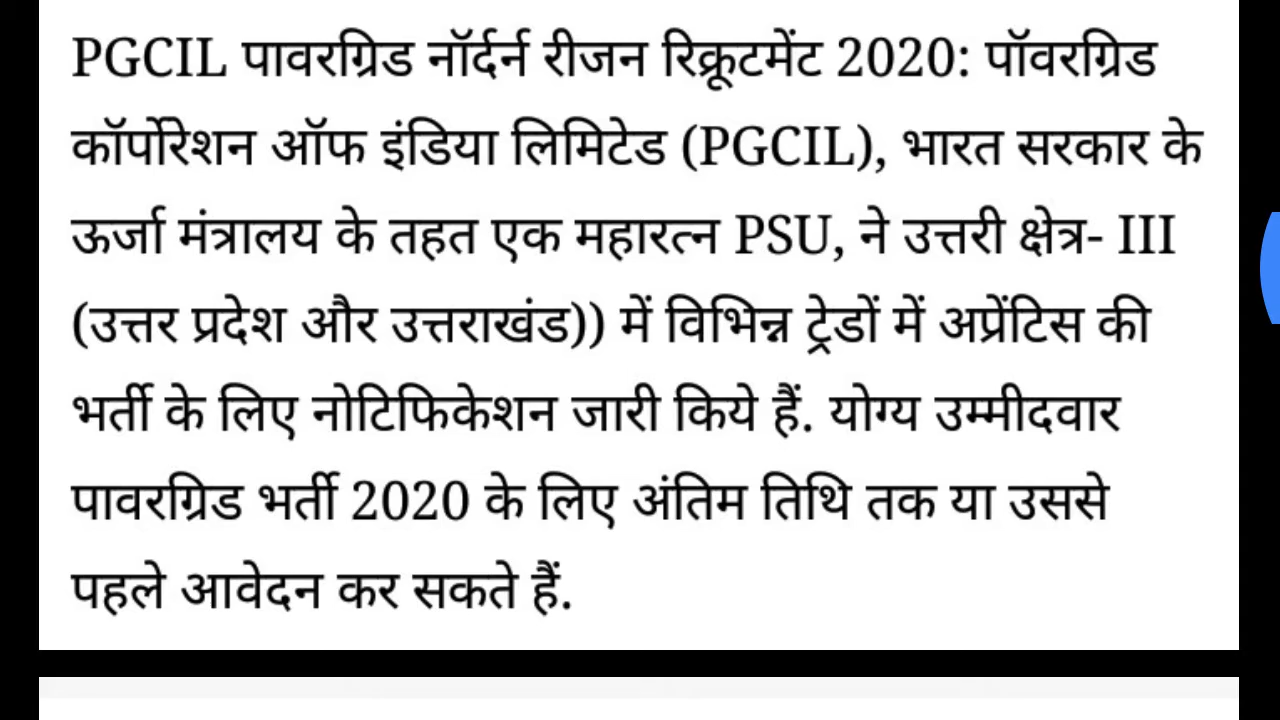 PGCIL पावरग्रिड नॉर्दर्न रीजन रिक्रूटमेंट 2020: पॉवरग्रिड
कॉर्पोरेशन ऑफ इंडिया लिमिटेड (PGCIL), भारत सरकार के
ऊर्जा मंत्रालय के तहत एक महारत्न PSU, ने उत्तरी क्षेत्र- III
(उत्तर प्रदेश और उत्तराखंड)) में विभिन्न ट्रेडों में अप्रेंटिस की
भर्ती के लिए नोटिफिकेशन जारी किये हैं. योग्य उम्मीदवार
पावरग्रिड भर्ती 2020 के लिए अंतिम तिथि तक या उससे
पहले आवेदन कर सकते हैं.